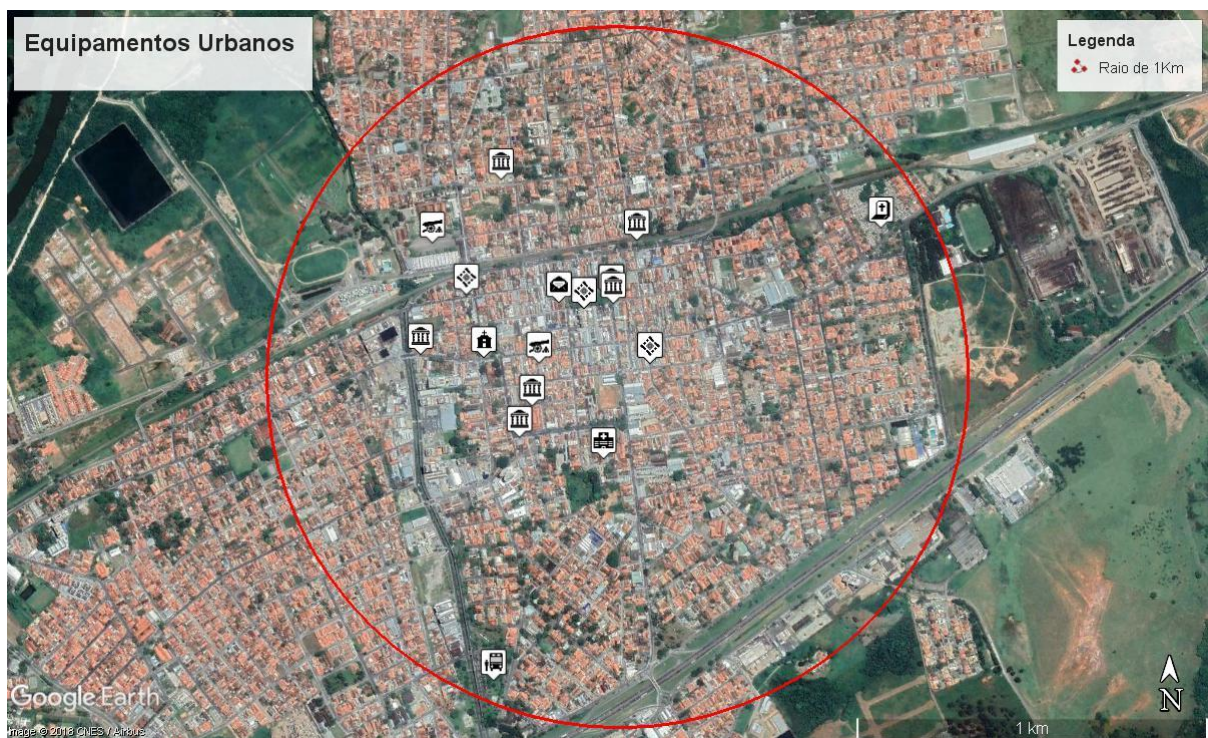 Equipamentos Urbanos
Legenda
Raio de 1Km
N
Google Earth
Image © 2018 CNES / Airbus
1 km